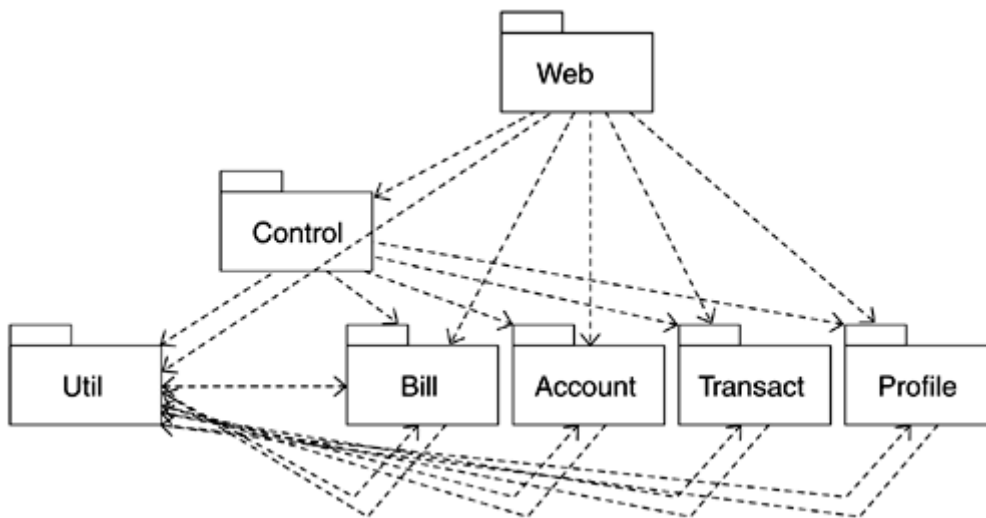 Web
Control
Util
Bill
Account
Transact
Profile